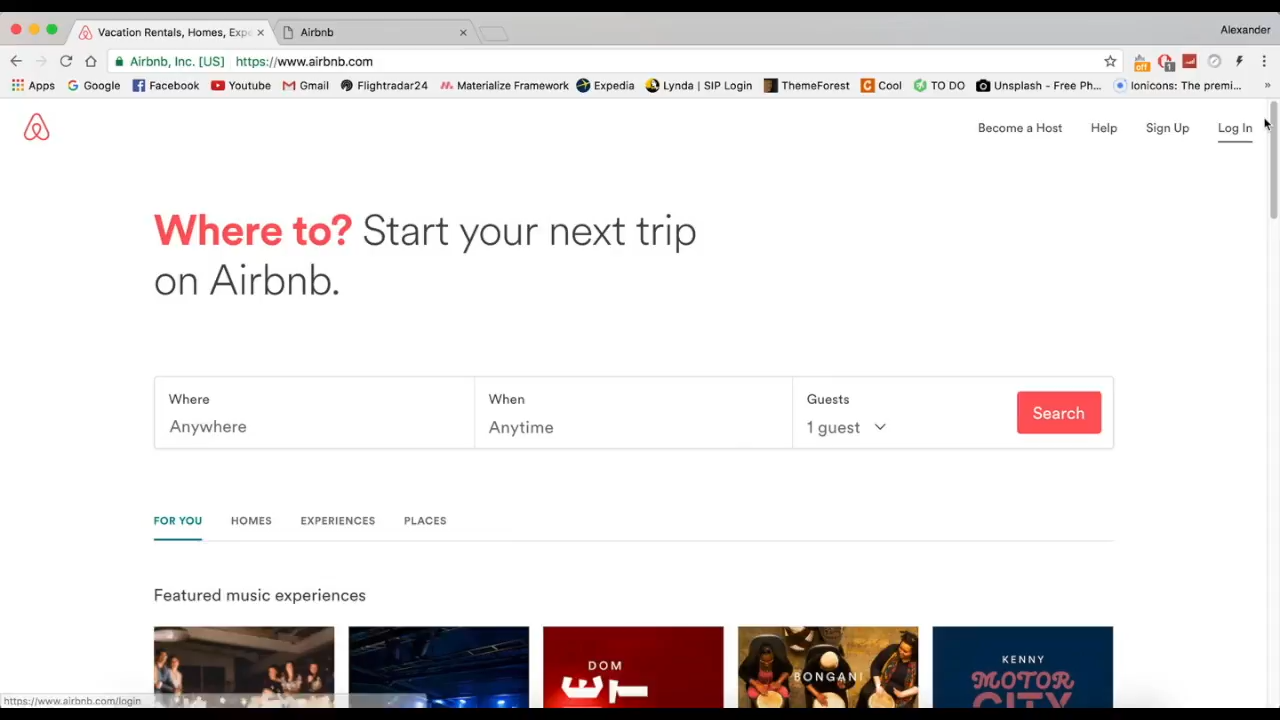 Vacation Rentals, Homes, Expe
Airbnb
Alexander
Airbnb, Inc. [US] https://www.airbnb.com
off
1
Apps Google Facebook Youtube Gmail Flightradar24 Materialize Framework Expedia Lynda | SIP Login ThemeForest Cool TO DO Unsplash - Free Ph... Ionicons: The premi... »
Become a Host Help Sign Up Log In
Where to? Start your next trip
on Airbnb.
Where When Guests
Anywhere Anytime 1 guest Search
FOR YOU HOMES EXPERIENCES PLACES
Featured music experiences
DOM
BONGANI
KENNY
MOTOR
CITY
https://www.airbnb.com/login